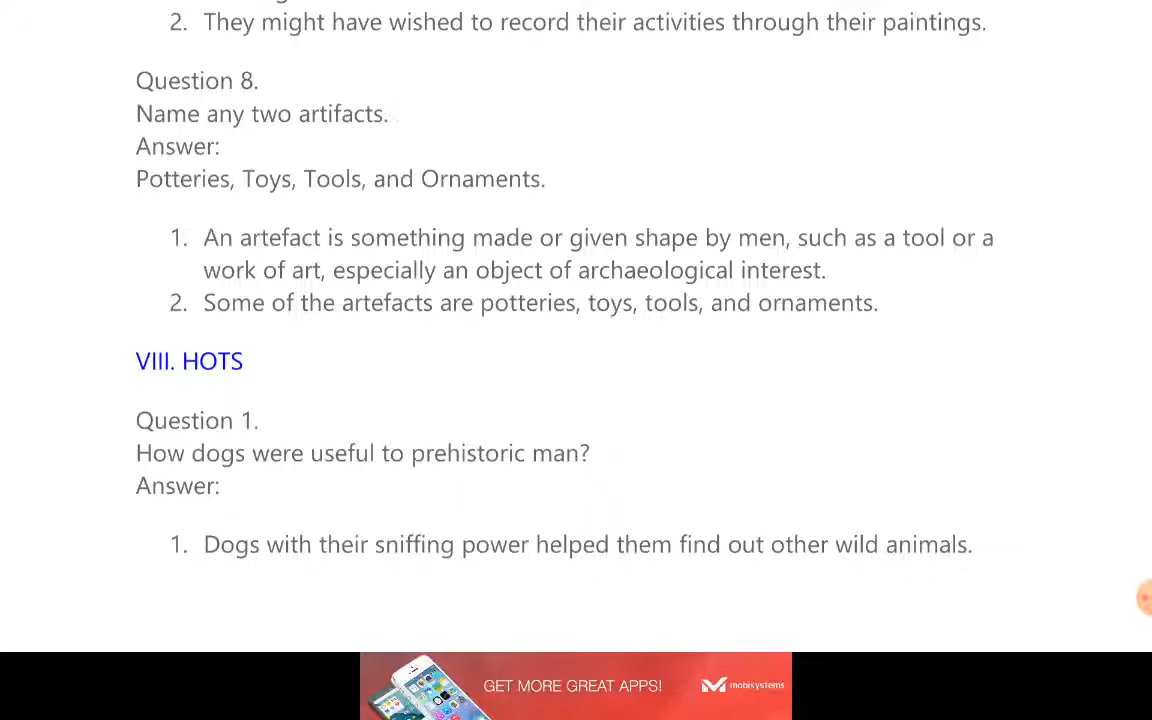 2. They might have wished to record their activities through their paintings.
Question 8.
Name any two artifacts.
Answer:
Potteries, Toys, Tools, and Ornaments.
1. An artefact is something made or given shape by men, such as a tool or a
work of art, especially an object of archaeological interest.
2. Some of the artefacts are potteries, toys, tools, and ornaments.
VIII. HOTS
Question 1.
How dogs were useful to prehistoric man?
Answer:
1. Dogs with their sniffing power helped them find out other wild animals.
GET MORE GREAT APPS!
mobisystems